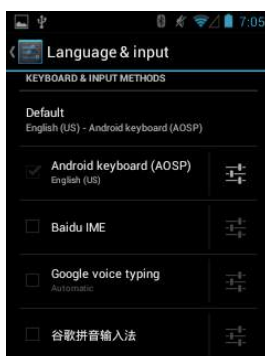 7:05
Language & input
KEYBOARD & INPUT METHODS
Default
English (US) - Android keyboard (AOSP)
Android keyboard (AOSP)
English (US)
Baidu IME
Google voice typing
Automatic
谷歌拼音输入法